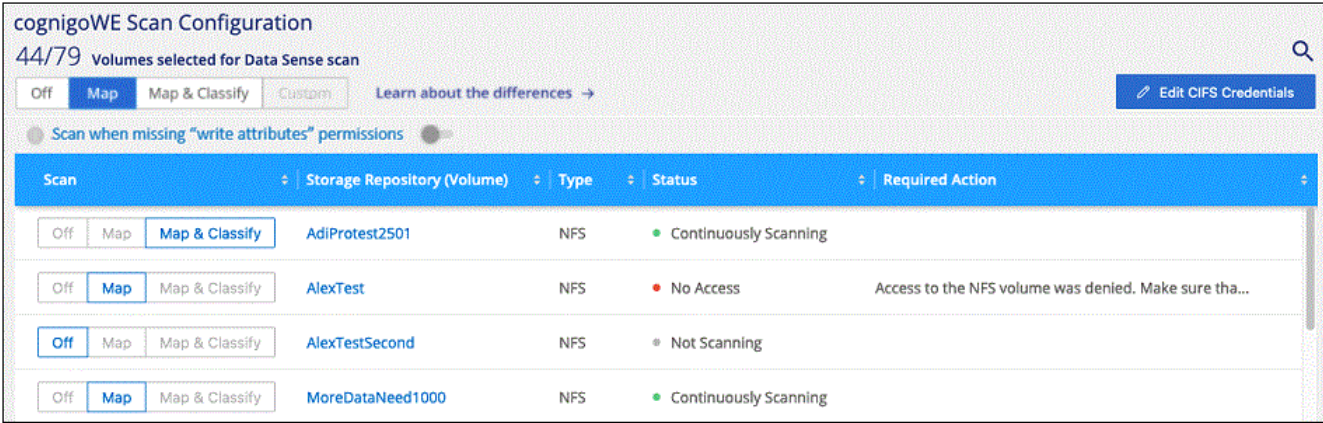 cognigoWE Scan Configuration
44/79 Volumes selected for Data Sense scan
Off Map Map & Classify Custom Learn about the differences → Edit CIFS Credentials
Scan when missing "write attributes" permissions
Scan Storage Repository (Volume) Type Status Required Action
Off Map Map & Classify AdiProtest2501 NFS Continuously Scanning
Off Map Map & Classify AlexTest NFS No Access Access to the NFS volume was denied. Make sure tha...
Off Map Map & Classify AlexTestSecond NFS Not Scanning
Off Map Map & Classify MoreDataNeed1000 NFS Continuously Scanning